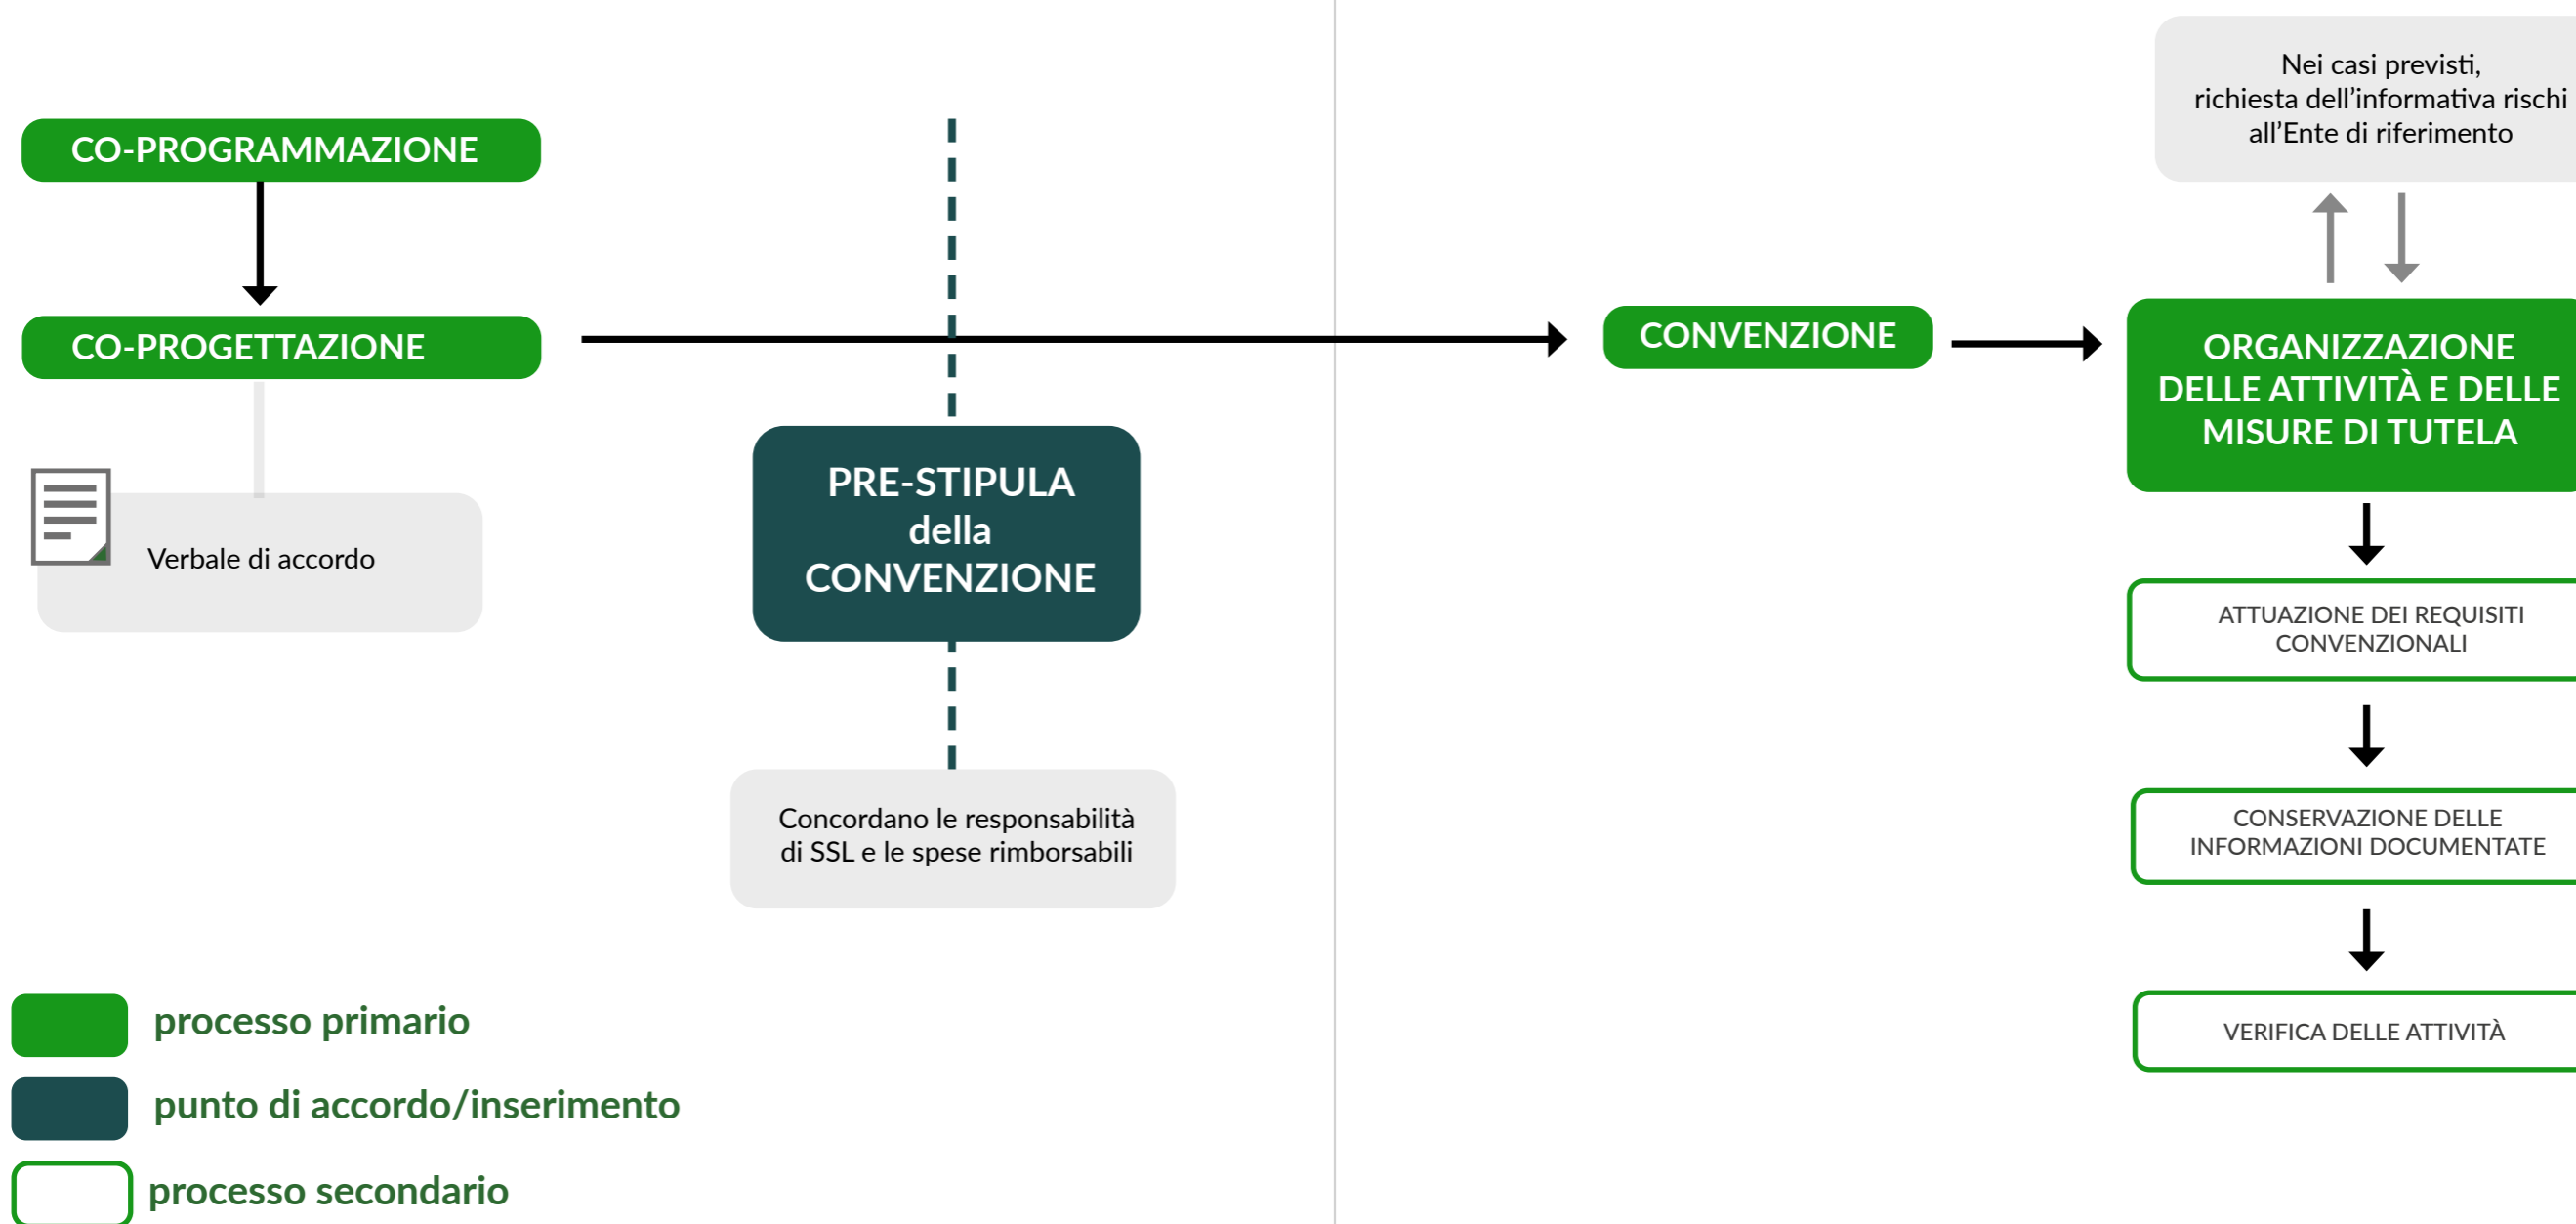 CO-PROGRAMMAZIONE
CO-PROGETTAZIONE
Verbale di accordo
PRE-STIPULA
della
CONVENZIONE
Concordano le responsabilità
di SSL e le spese rimborsabili
CONVENZIONE
Nei casi previsti,
richiesta dell'informativa rischi
all'Ente di riferimento
ORGANIZZAZIONE
DELLE ATTIVITÀ E DELLE
MISURE DI TUTELA
ATTUAZIONE DEI REQUISITI
CONVENZIONALI
CONSERVAZIONE DELLE
INFORMAZIONI DOCUMENTATE
VERIFICA DELLE ATTIVITÀ
processo primario
punto di accordo/inserimento
processo secondario